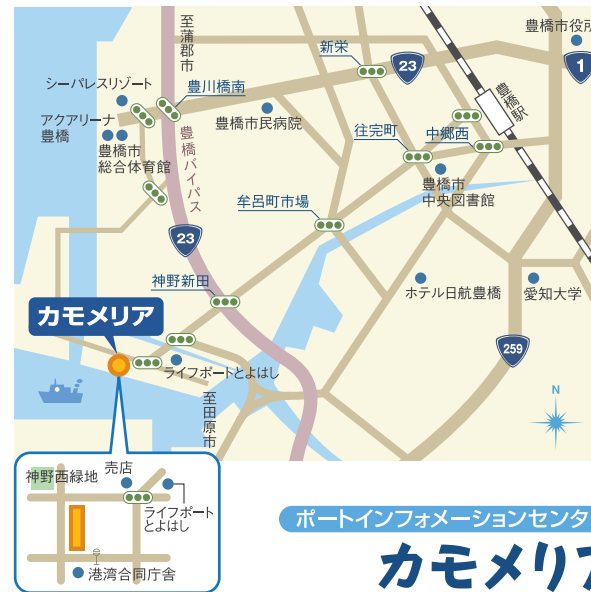 豊橋市役所
至蒲郡市
新栄
23
1
シーパレスリゾート
豊川橋南
豊橋駅
アクアアリーナ
豊橋
豊橋市民病院
往完町
中郷西
豊橋市
総合体育館
豊橋バイパス
豊橋市
中央図書館
牟呂町市場
23
神野新田
ホテル日航豊橋
愛知大学
カモメリア
259
ライフポートとよはし
至田原市
N
売店
神野西緑地
ライフポート
とよはし
港湾合同庁舎
ポートインフォメーションセンタ
カモメリア